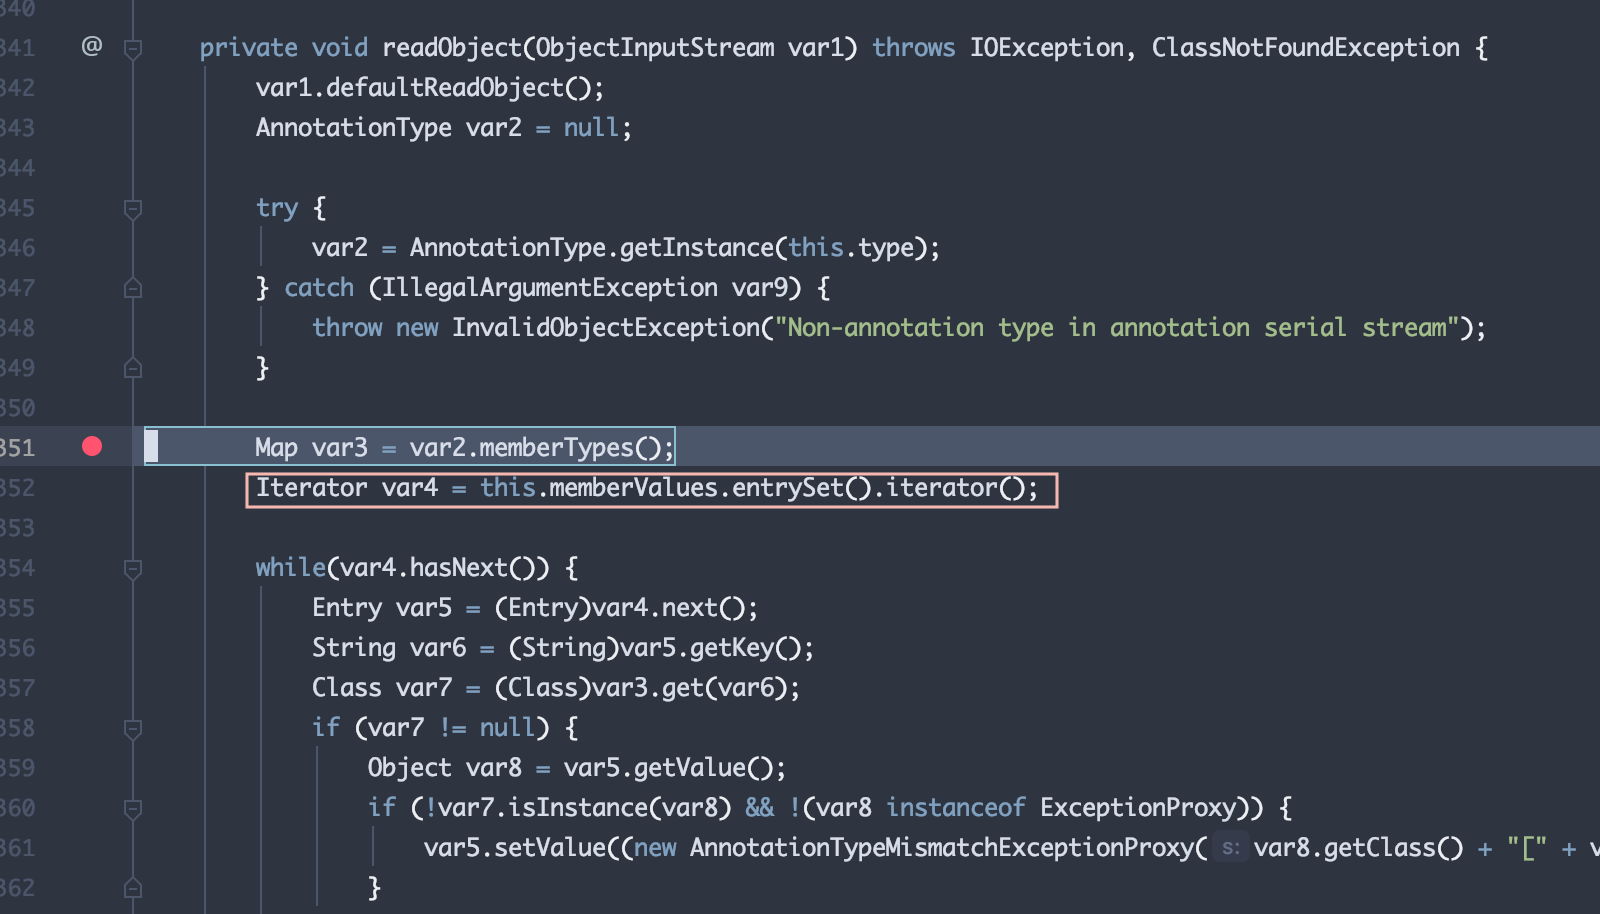 340
341 @ private void readObject(ObjectInputStream var1) throws IOException, ClassNotFoundException {
342 var1.defaultReadObject();
343 AnnotationType var2 = null;
344
345 try {
346 var2 = AnnotationType.getInstance(this.type);
347 } catch (IllegalArgumentException var9) {
348 throw new InvalidObjectException("Non-annotation type in annotation serial stream");
349 }
350
351 Map var3 = var2.memberTypes();
352 Iterator var4 = this.memberValues.entrySet().iterator();
353
354 while(var4.hasNext()) {
355 Entry var5 = (Entry)var4.next();
356 String var6 = (String)var5.getKey();
357 Class var7 = (Class)var3.get(var6);
358 if (var7 != null) {
359 Object var8 = var5.getValue();
360 if (!var7.isInstance(var8) && !(var8 instanceof ExceptionProxy)) {
361 var5.setValue((new AnnotationTypeMismatchExceptionProxy( s: var8.getClass() + "[" + v
362 }